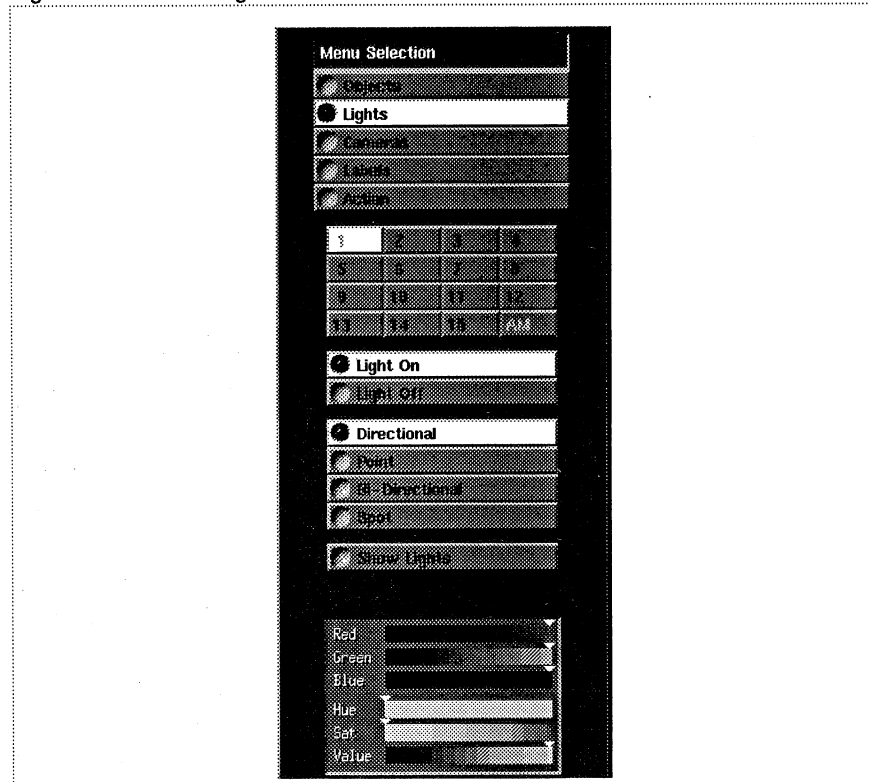 Menu Selection
Objects
Lights
Cameras
Labels
Action
1 2 3 4
5 6 7 8
9 10 11 12
13 14 15 AM
Light On
Light Off
Directional
Point
Bi-Directional
Spot
Show Lights
Red
Green
Blue
Hue
Sat
Value